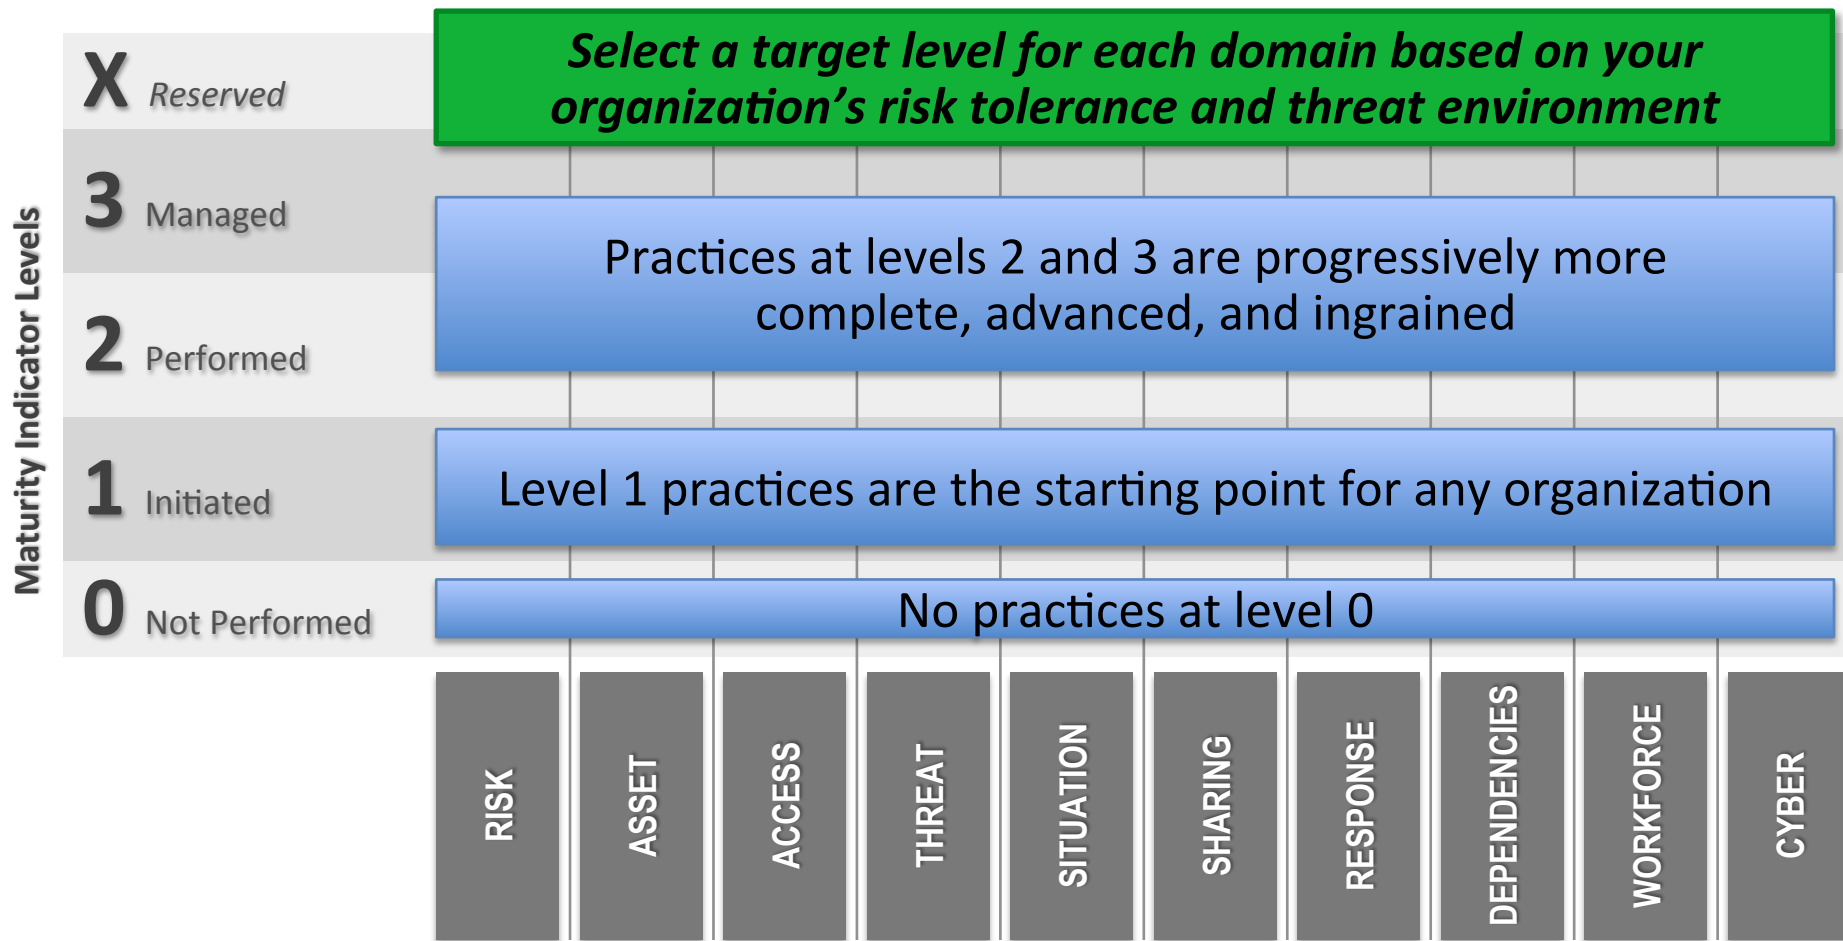 Select a target level for each domain based on your
organization’s risk tolerance and threat environment
X Reserved
3 Managed
Practices at levels 2 and 3 are progressively more
complete, advanced, and ingrained
2 Performed
1 Initiated
Level 1 practices are the starting point for any organization
0 Not Performed
No practices at level 0
Maturity Indicator Levels
RISK
ASSET
ACCESS
THREAT
SITUATION
SHARING
RESPONSE
DEPENDENCIES
WORKFORCE
CYBER